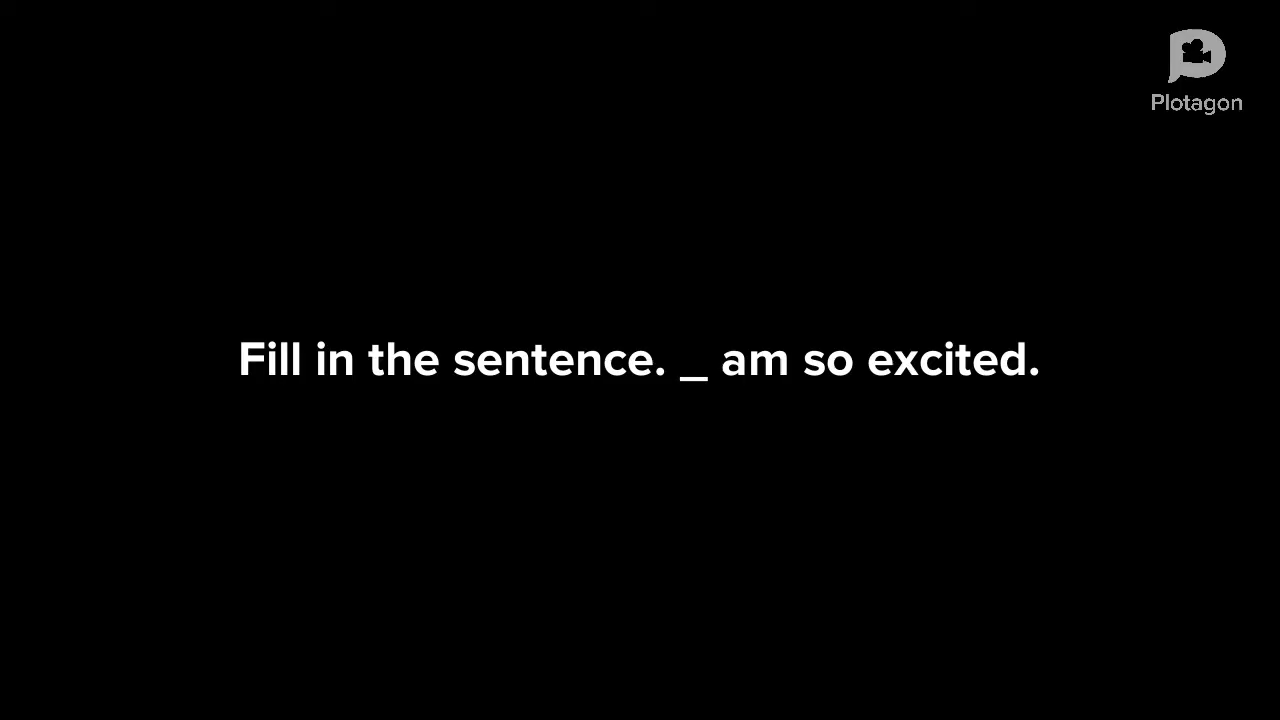 Plotagon
Fill in the sentence. _ am so excited.